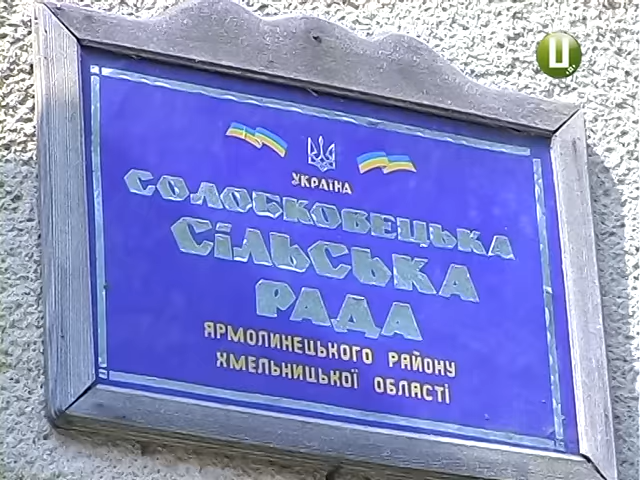 Ц
УКРАЇНА
СОЛОБКОВЕЦЬКА
СІЛЬСЬКА
РАДА
ЯРМОЛИНЕЦЬКОГО РАЙОНУ
ХМЕЛЬНИЦЬКОЇ ОБЛАСТІ